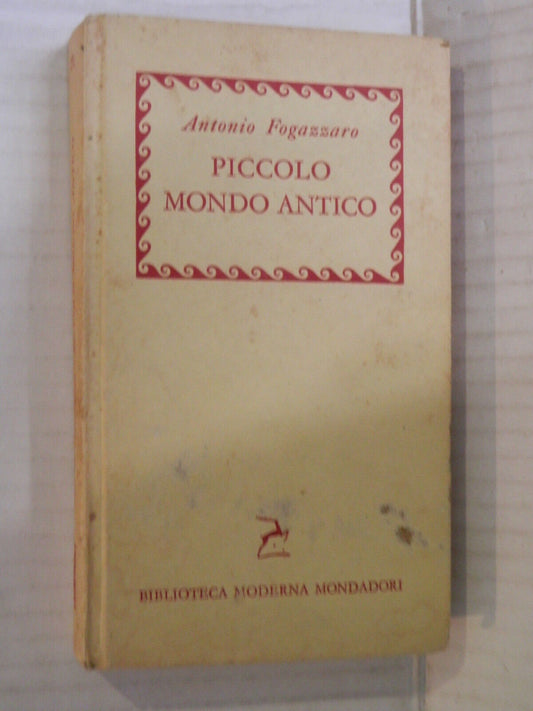 Antonio Fogazzaro
PICCOLO
MONDO ANTICO
BIBLIOTECA MODERNA MONDADORI